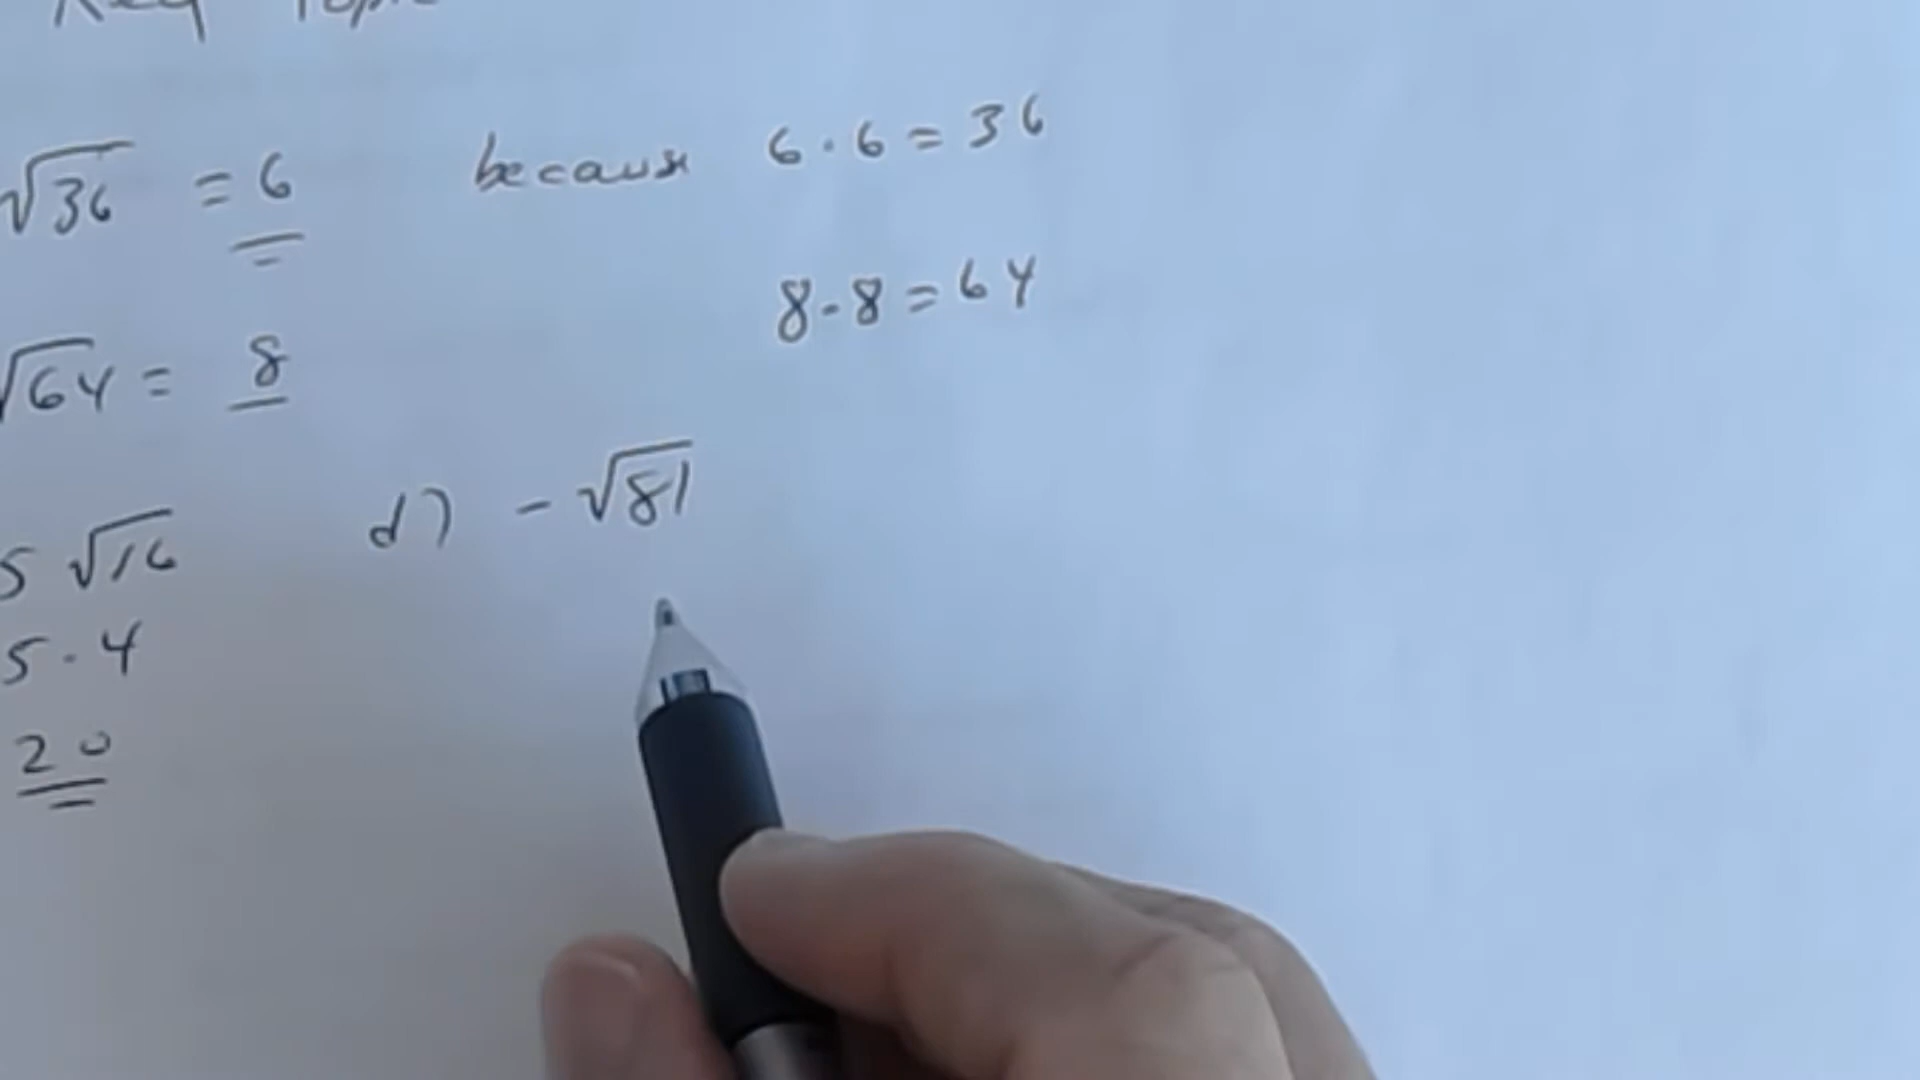 √36 = 6 because 6 · 6 = 36
√64 = 8 8 · 8 = 64
5 √16 d) - √81
5 · 4
20